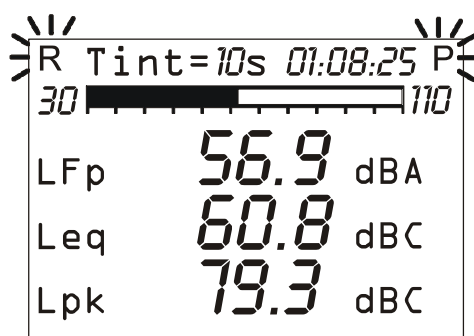 R Tint=10s 01:08:25 P
30 110
LFp 56.9 dBA
Leq 60.8 dBC
Lpk 79.3 dBC